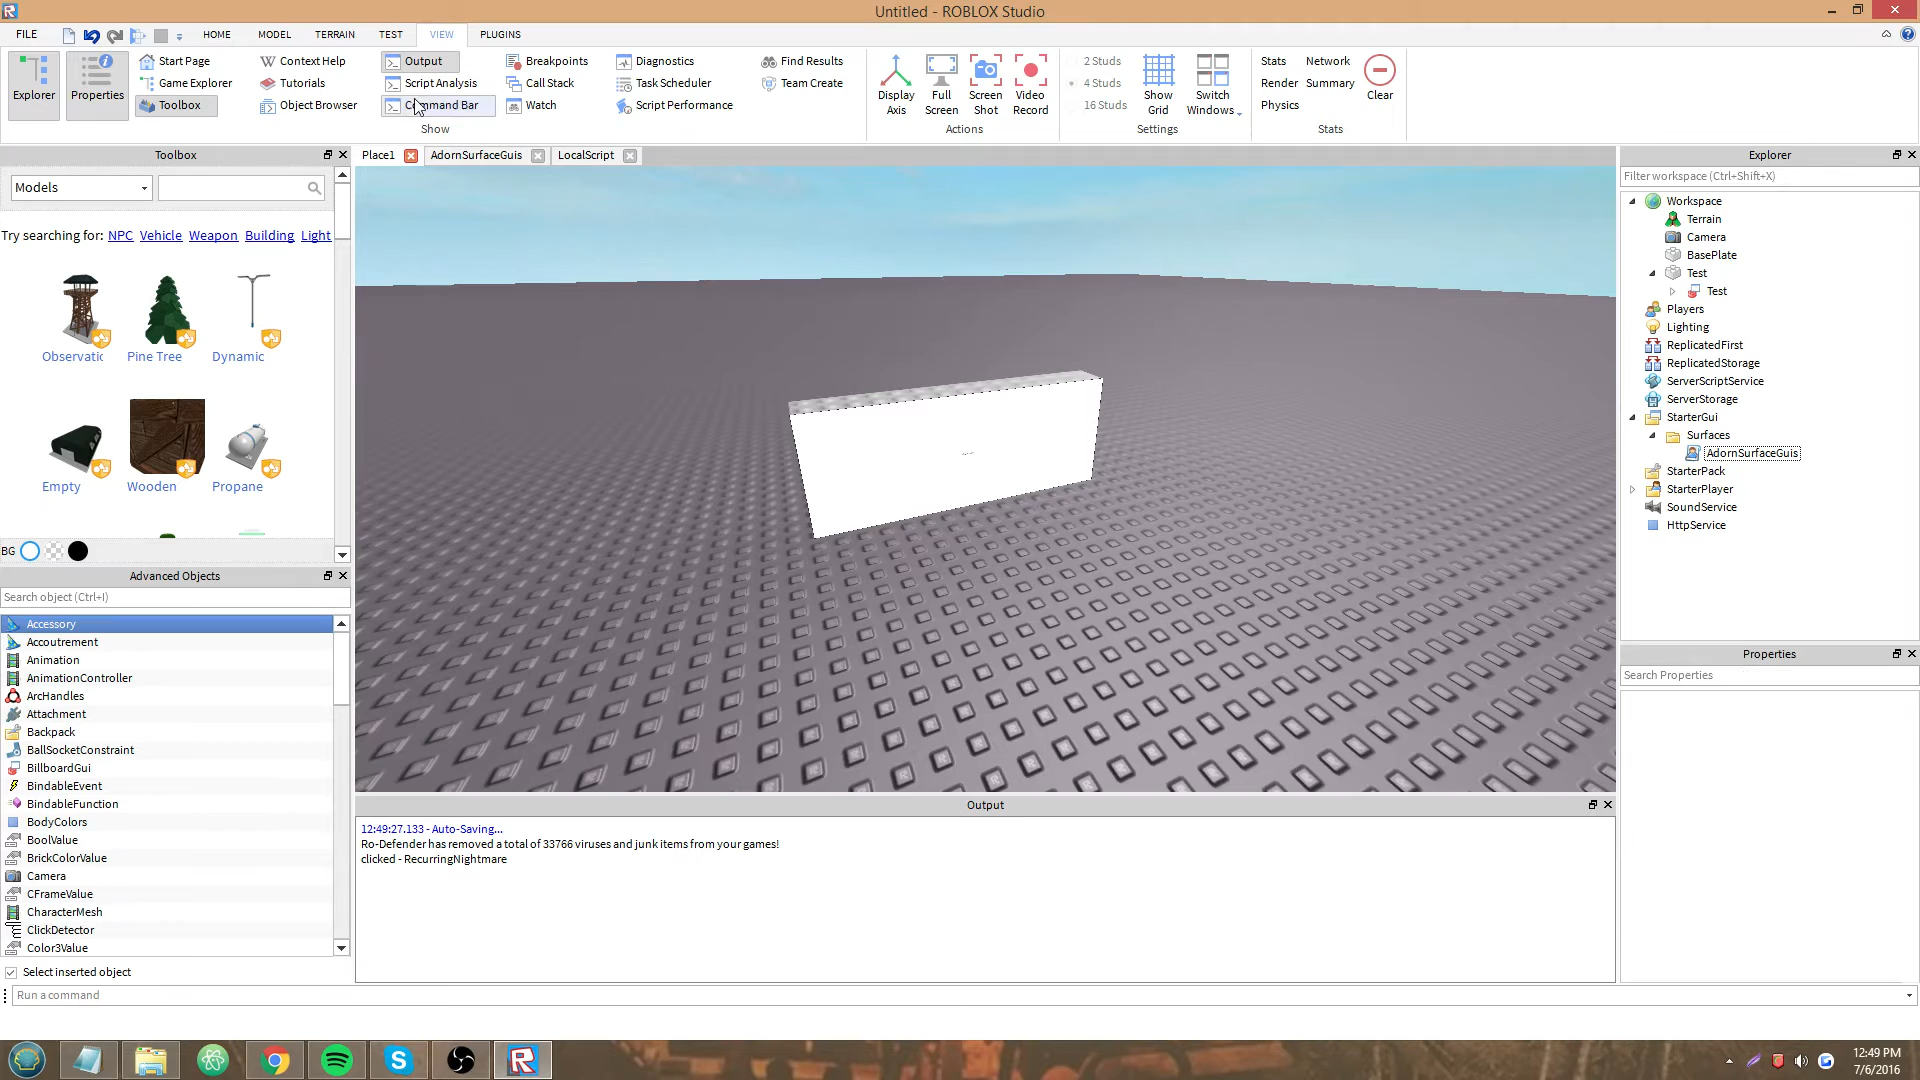 Untitled - ROBLOX Studio
FILE HOME MODEL TERRAIN TEST VIEW PLUGINS
Explorer
Properties
Start Page
Game Explorer
Toolbox
Context Help
Tutorials
Object Browser
Output
Script Analysis
Command Bar
Breakpoints
Call Stack
Watch
Diagnostics
Task Scheduler
Script Performance
Find Results
Team Create
Show
Display Axis
Full Screen
Screen Shot
Video Record
Actions
2 Studs
4 Studs
16 Studs
Show Grid
Switch Windows
Settings
Stats Network
Render Summary
Physics
Clear
Stats
Toolbox
Models
Try searching for: NPC Vehicle Weapon Building Light
Observatic Pine Tree Dynamic
Empty Wooden Propane
BG
Advanced Objects
Search object (Ctrl+I)
Accessory
Accoutrement
Animation
AnimationController
ArcHandles
Attachment
Backpack
BallSocketConstraint
BillboardGui
BindableEvent
BindableFunction
BodyColors
BoolValue
BrickColorValue
Camera
CFrameValue
CharacterMesh
ClickDetector
Color3Value
Select inserted object
Run a command
Place1 AdornSurfaceGuis LocalScript
Output
12:49:27.133 - Auto-Saving...
Ro-Defender has removed a total of 33766 viruses and junk items from your games!
clicked - RecurringNightmare
Explorer
Filter workspace (Ctrl+Shift+X)
Workspace
Terrain
Camera
BasePlate
Test
Test
Players
Lighting
ReplicatedFirst
ReplicatedStorage
ServerScriptService
ServerStorage
StarterGui
Surfaces
AdornSurfaceGuis
StarterPack
StarterPlayer
SoundService
HttpService
Properties
Search Properties
12:49 PM
7/6/2016